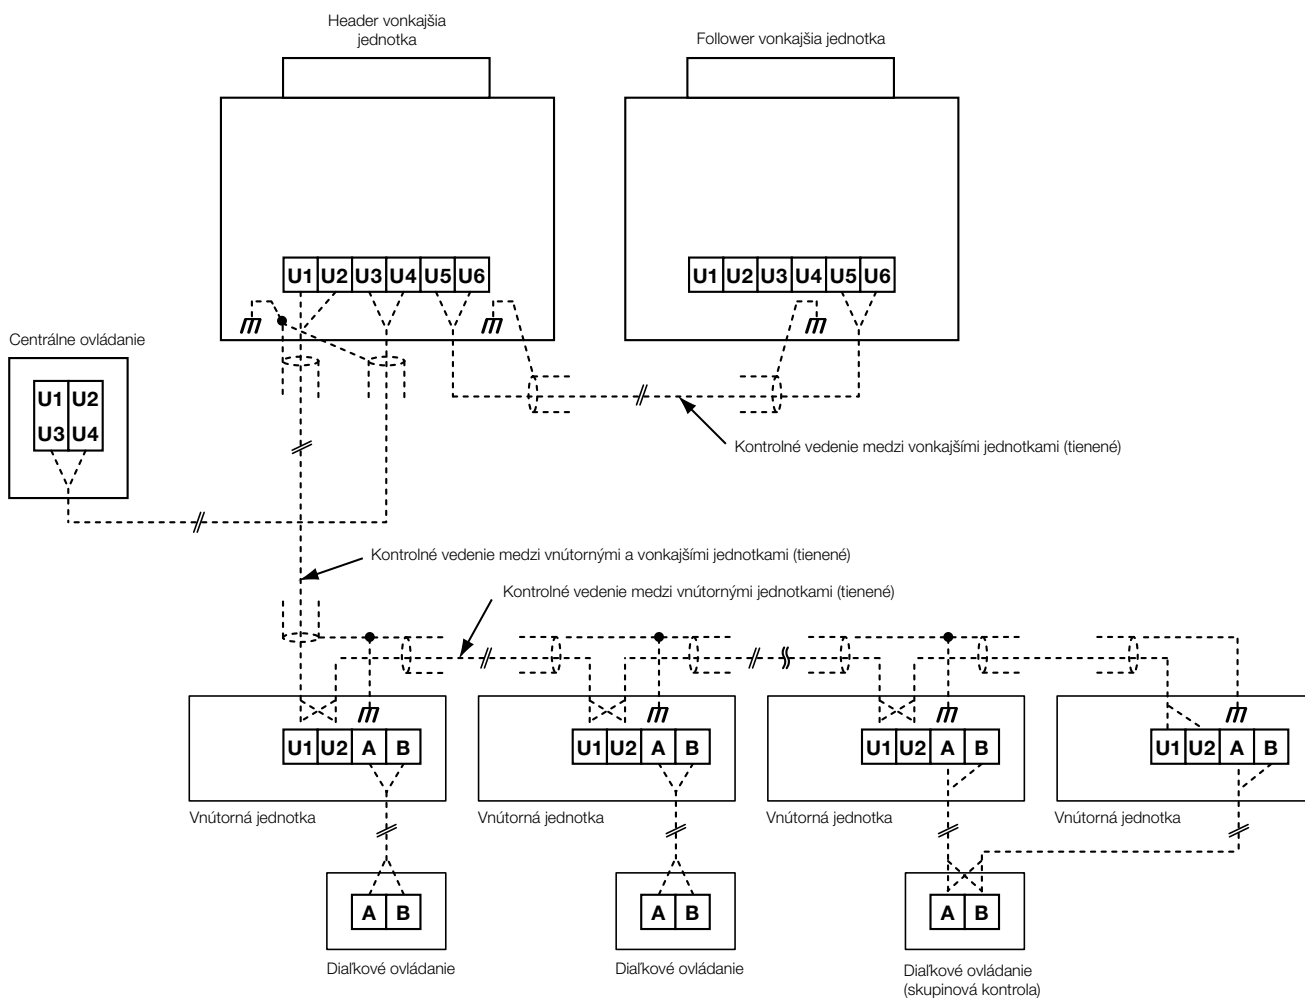 Header vonkajšia
jednotka
Follower vonkajšia jednotka
U1 U2 U3 U4 U5 U6
U1 U2 U3 U4 U5 U6
Centrálne ovládanie
U1 U2
U3 U4
Kontrolné vedenie medzi vonkajšími jednotkami (tienené)
Kontrolné vedenie medzi vnútornými a vonkajšími jednotkami (tienené)
Kontrolné vedenie medzi vnútornými jednotkami (tienené)
U1 U2 A B
U1 U2 A B
U1 U2 A B
U1 U2 A B
Vnútorná jednotka
Vnútorná jednotka
Vnútorná jednotka
Vnútorná jednotka
A B
A B
A B
Diaľkové ovládanie
Diaľkové ovládanie
Diaľkové ovládanie
(skupinová kontrola)